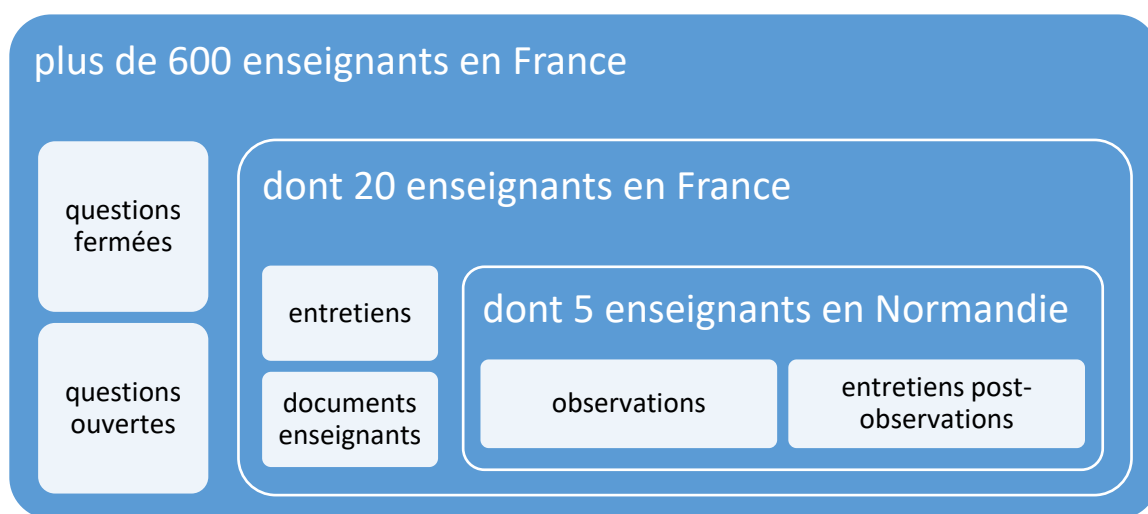 plus de 600 enseignants en France
questions
fermées
questions
ouvertes
dont 20 enseignants en France
entretiens
documents
enseignants
dont 5 enseignants en Normandie
observations
entretiens post-
observations